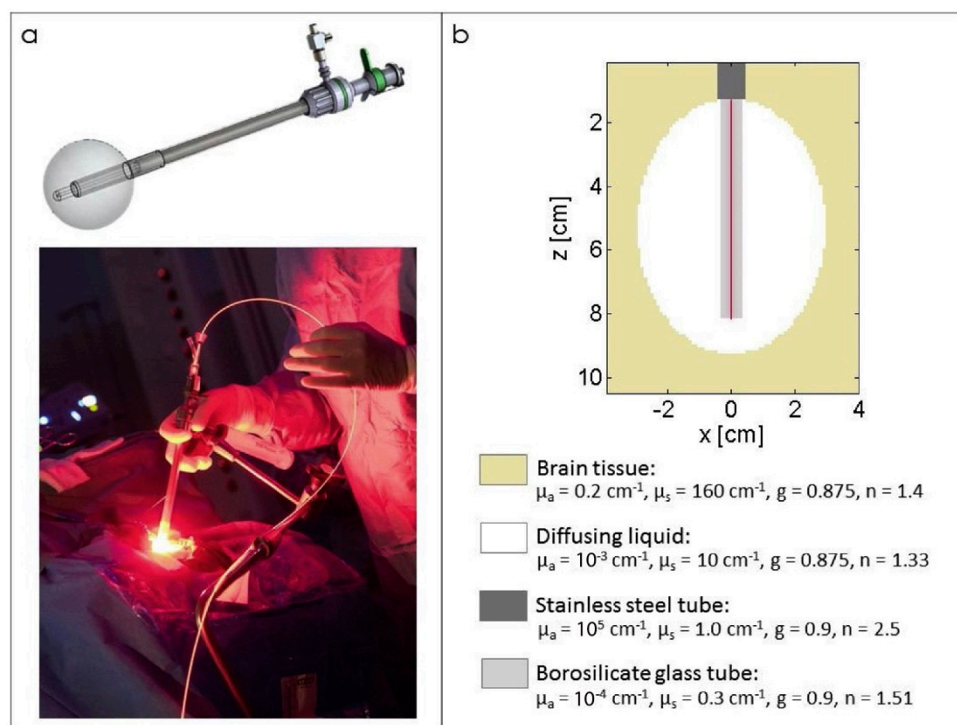 a
b
2
4
6
8
10
z [cm]
-2 0 2 4
x [cm]
Brain tissue:
μₐ = 0.2 cm⁻¹, μₛ = 160 cm⁻¹, g = 0.875, n = 1.4
Diffusing liquid:
μₐ = 10⁻³ cm⁻¹, μₛ = 10 cm⁻¹, g = 0.875, n = 1.33
Stainless steel tube:
μₐ = 10⁵ cm⁻¹, μₛ = 1.0 cm⁻¹, g = 0.9, n = 2.5
Borosilicate glass tube:
μₐ = 10⁻⁴ cm⁻¹, μₛ = 0.3 cm⁻¹, g = 0.9, n = 1.51